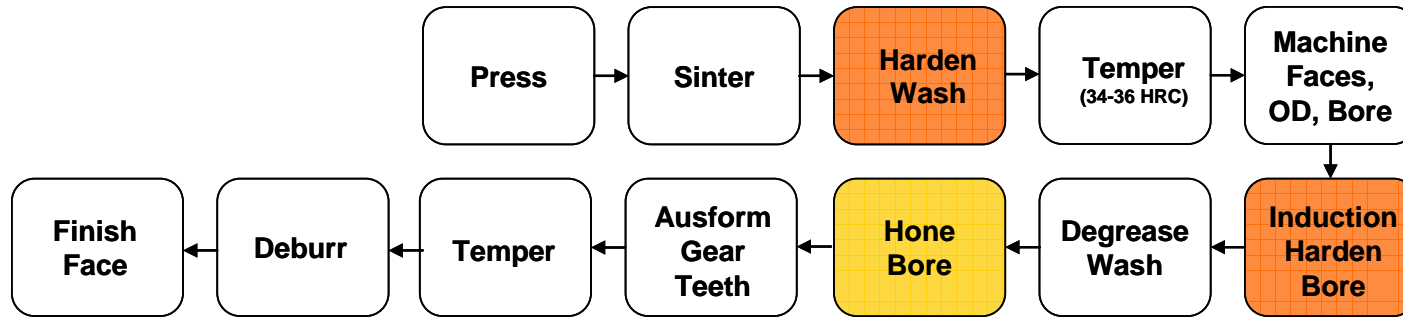 Press
Sinter
Harden
Wash
Temper
(34-36 HRC)
Machine
Faces,
OD, Bore
Induction
Harden
Bore
Degrease
Wash
Hone
Bore
Ausform
Gear
Teeth
Temper
Deburr
Finish
Face